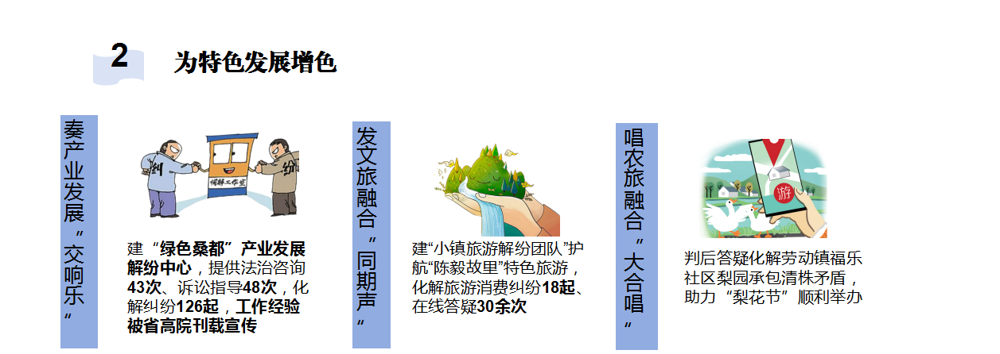 2
为特色发展增色
奏产业发展“交响乐“
纠
纷
调解工作室
建“绿色桑都”产业发展
解纷中心，提供法治咨询
43次、诉讼指导48次，化
解纠纷126起，工作经验
被省高院刊载宣传
发文旅融合“同期声“
建“小镇旅游解纷团队”护
航“陈毅故里”特色旅游，
化解旅游消费纠纷18起、
在线答疑30余次
唱农旅融合“大合唱“
游
判后答疑化解劳动镇福乐
社区梨园承包清株矛盾，
助力“梨花节”顺利举办